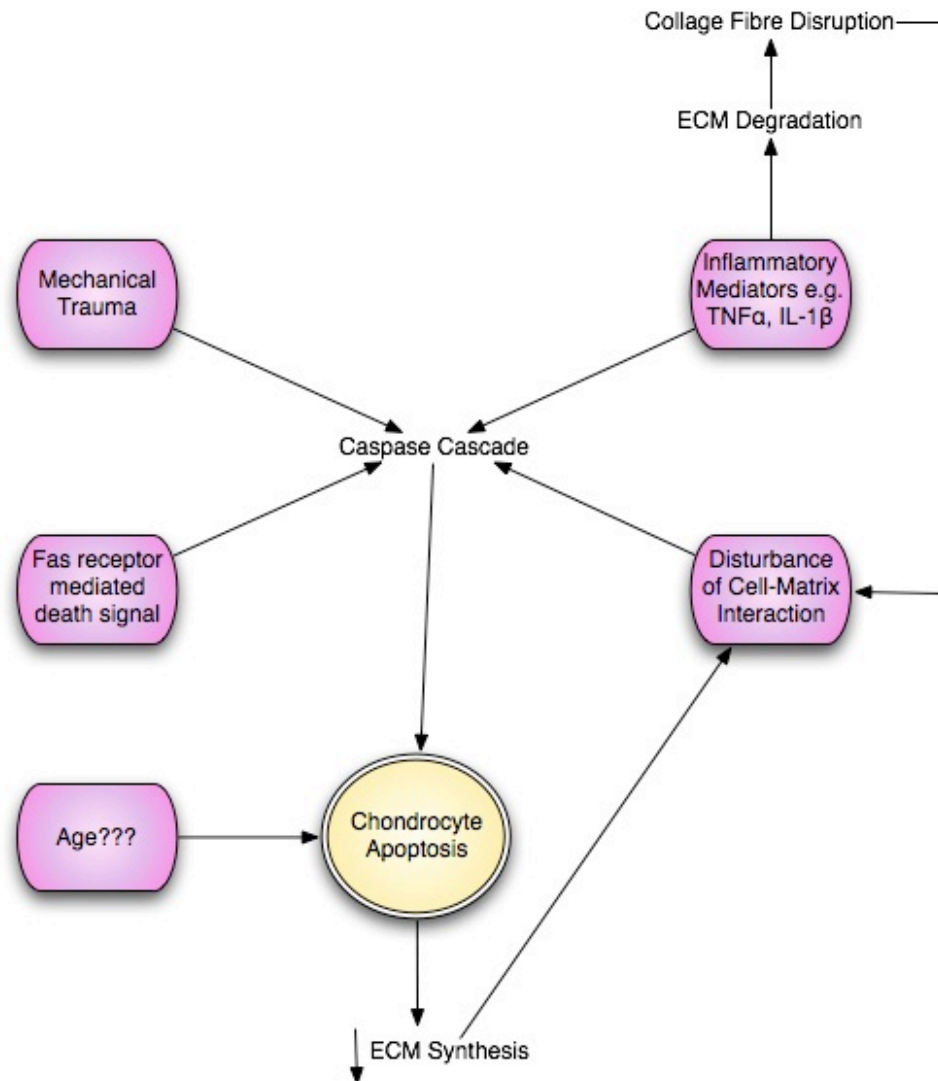 Collage Fibre Disruption
ECM Degradation
Mechanical
Trauma
Inflammatory
Mediators e.g.
TNFα, IL-1β
Caspase Cascade
Fas receptor
mediated
death signal
Disturbance
of Cell-Matrix
Interaction
Age???
Chondrocyte
Apoptosis
ECM Synthesis